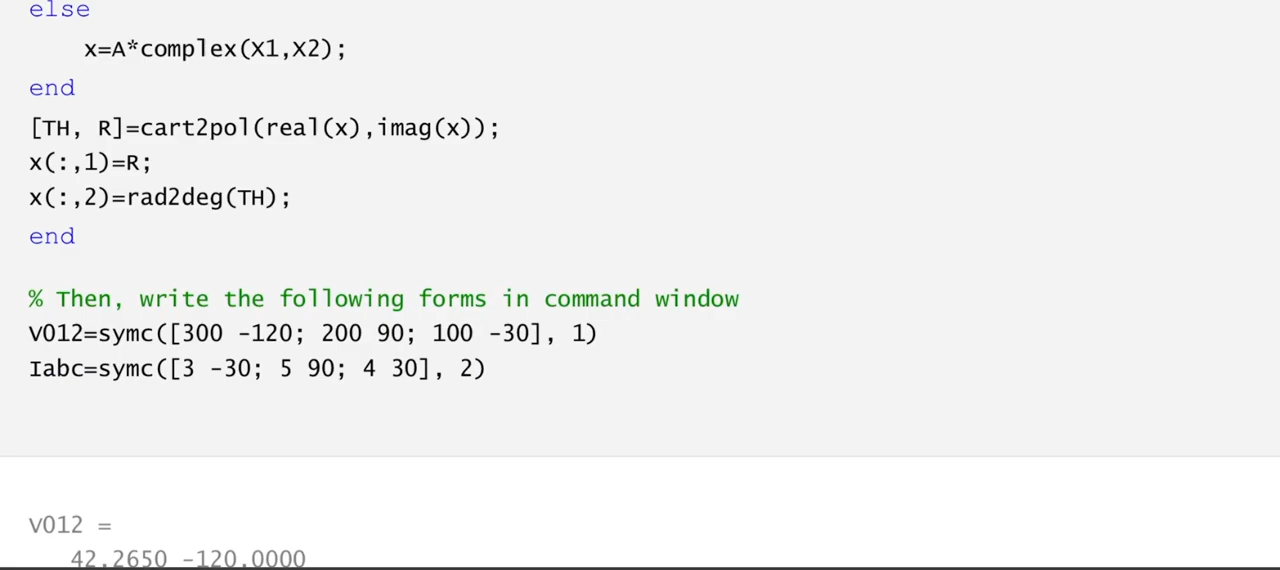 else
x=A*complex(X1,X2);
end
[TH, R]=cart2pol(real(x),imag(x));
x(:,1)=R;
x(:,2)=rad2deg(TH);
end
% Then, write the following forms in command window
V012=symc([300 -120; 200 90; 100 -30], 1)
Iabc=symc([3 -30; 5 90; 4 30], 2)
V012 =
42.2650 -120.0000